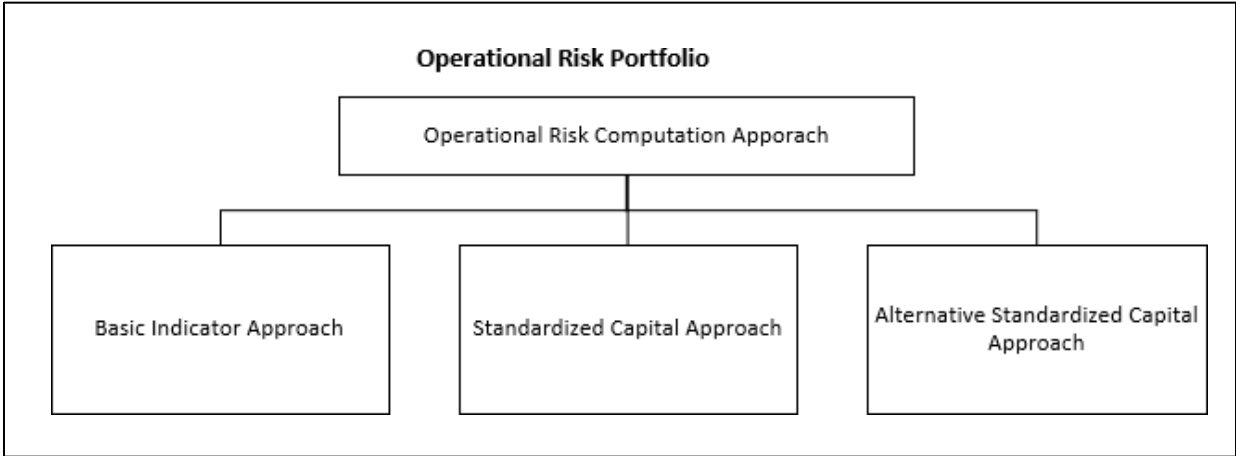 Operational Risk Portfolio
Operational Risk Computation Apporach
Basic Indicator Approach
Standardized Capital Approach
Alternative Standardized Capital
Approach